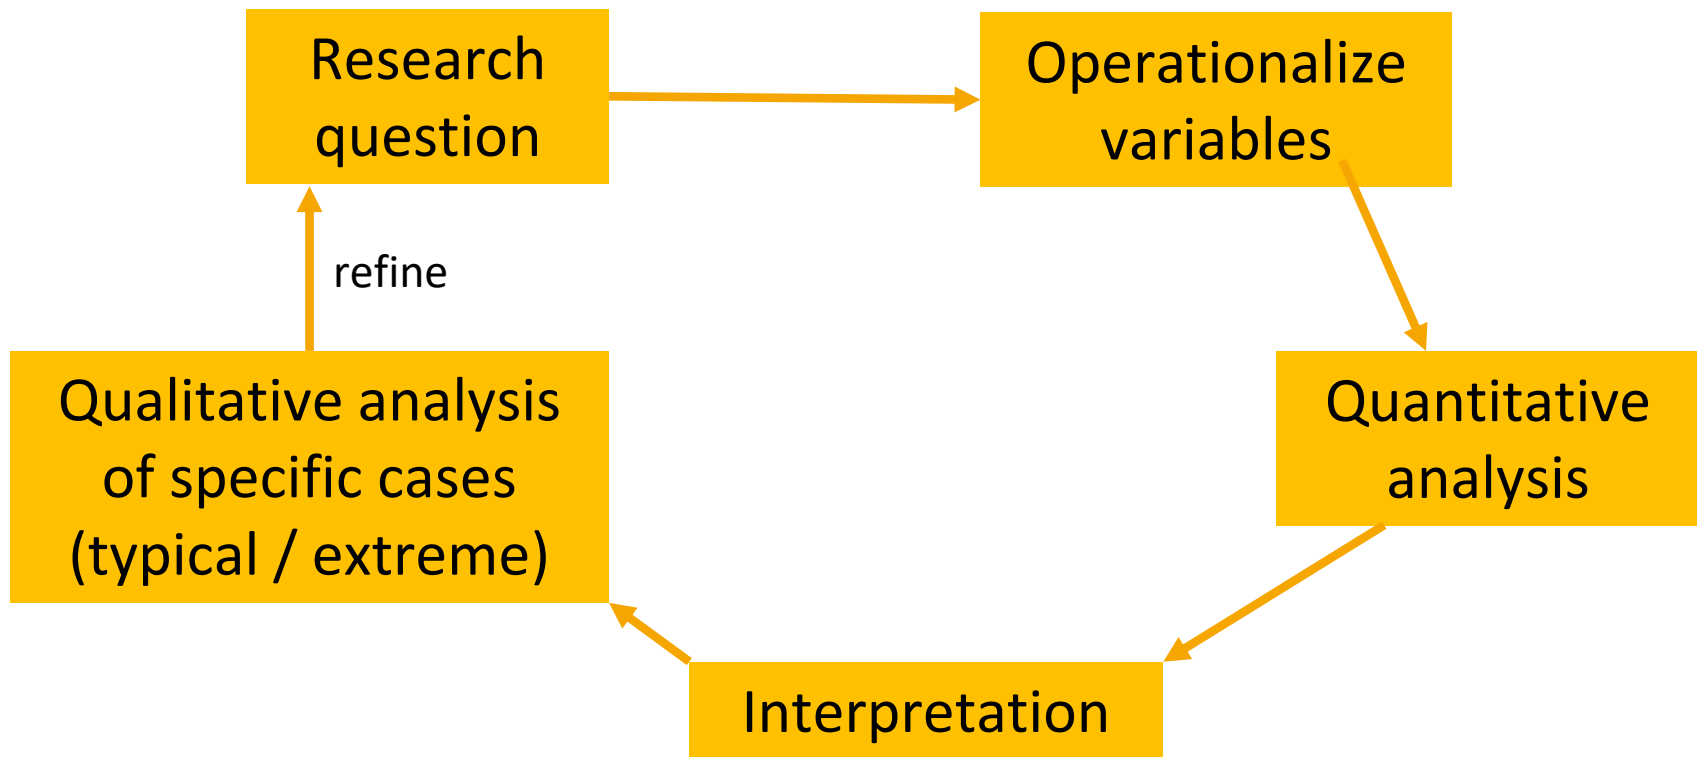 Research
question
Operationalize
variables
refine
Qualitative analysis
of specific cases
(typical / extreme)
Quantitative
analysis
Interpretation